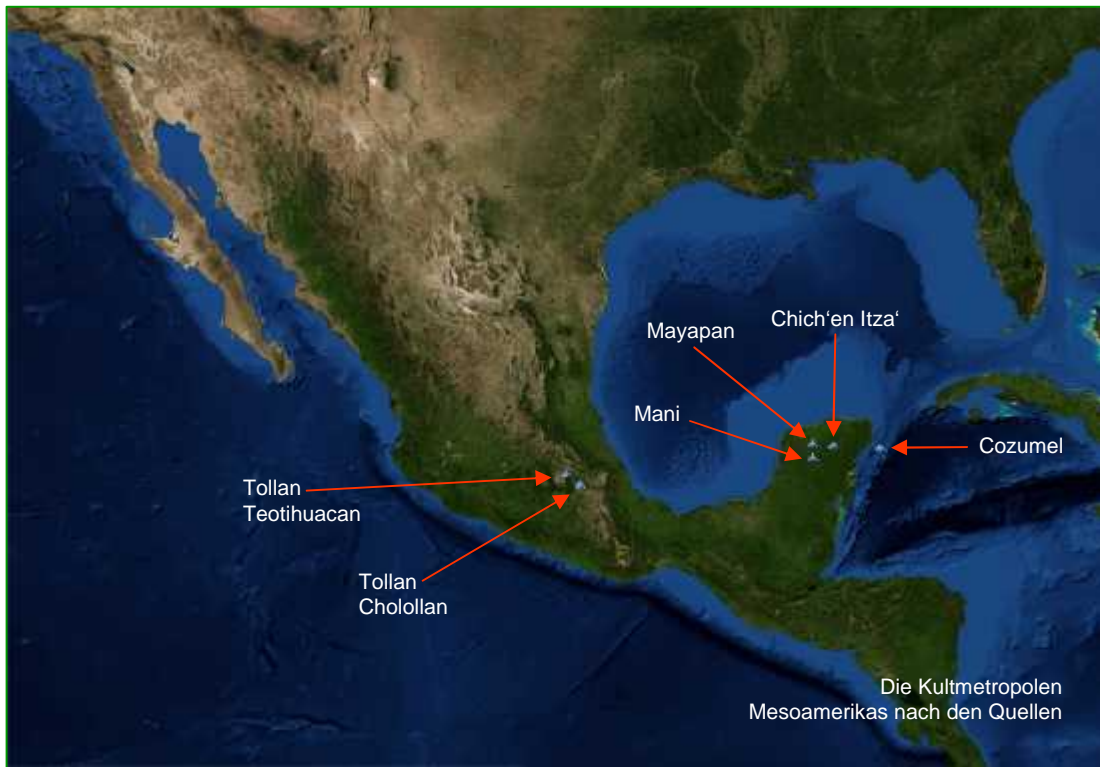 Chich‘en Itza‘
Mayapan
Mani
Cozumel
Tollan
Teotihuacan
Tollan
Cholollan
Die Kultmetropolen
Mesoamerikas nach den Quellen